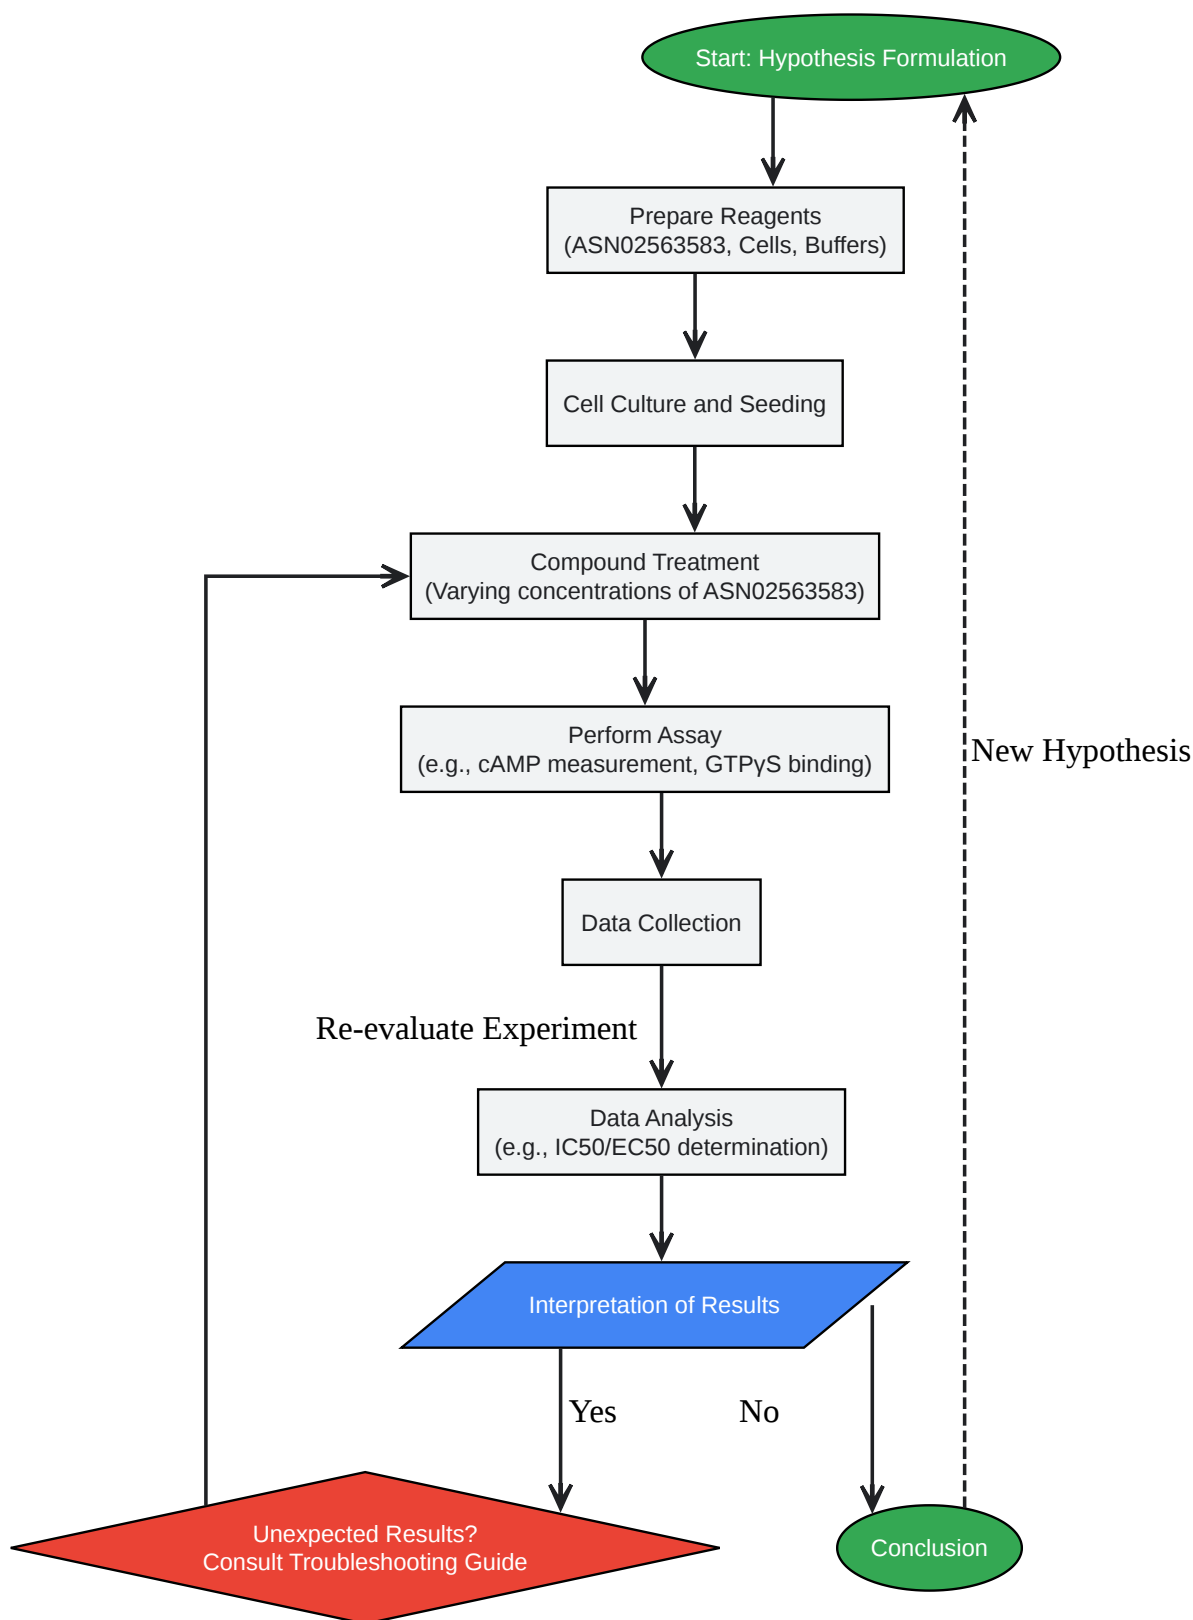 Start: Hypothesis Formulation
Prepare Reagents
(ASN02563583, Cells, Buffers)
Cell Culture and Seeding
Compound Treatment
(Varying concentrations of ASN02563583)
Perform Assay
(e.g., cAMP measurement, GTPγS binding)
New Hypothesis
Data Collection
Re-evaluate Experiment
Data Analysis
(e.g., IC50/EC50 determination)
Interpretation of Results
Yes
No
Unexpected Results?
Consult Troubleshooting Guide
Conclusion